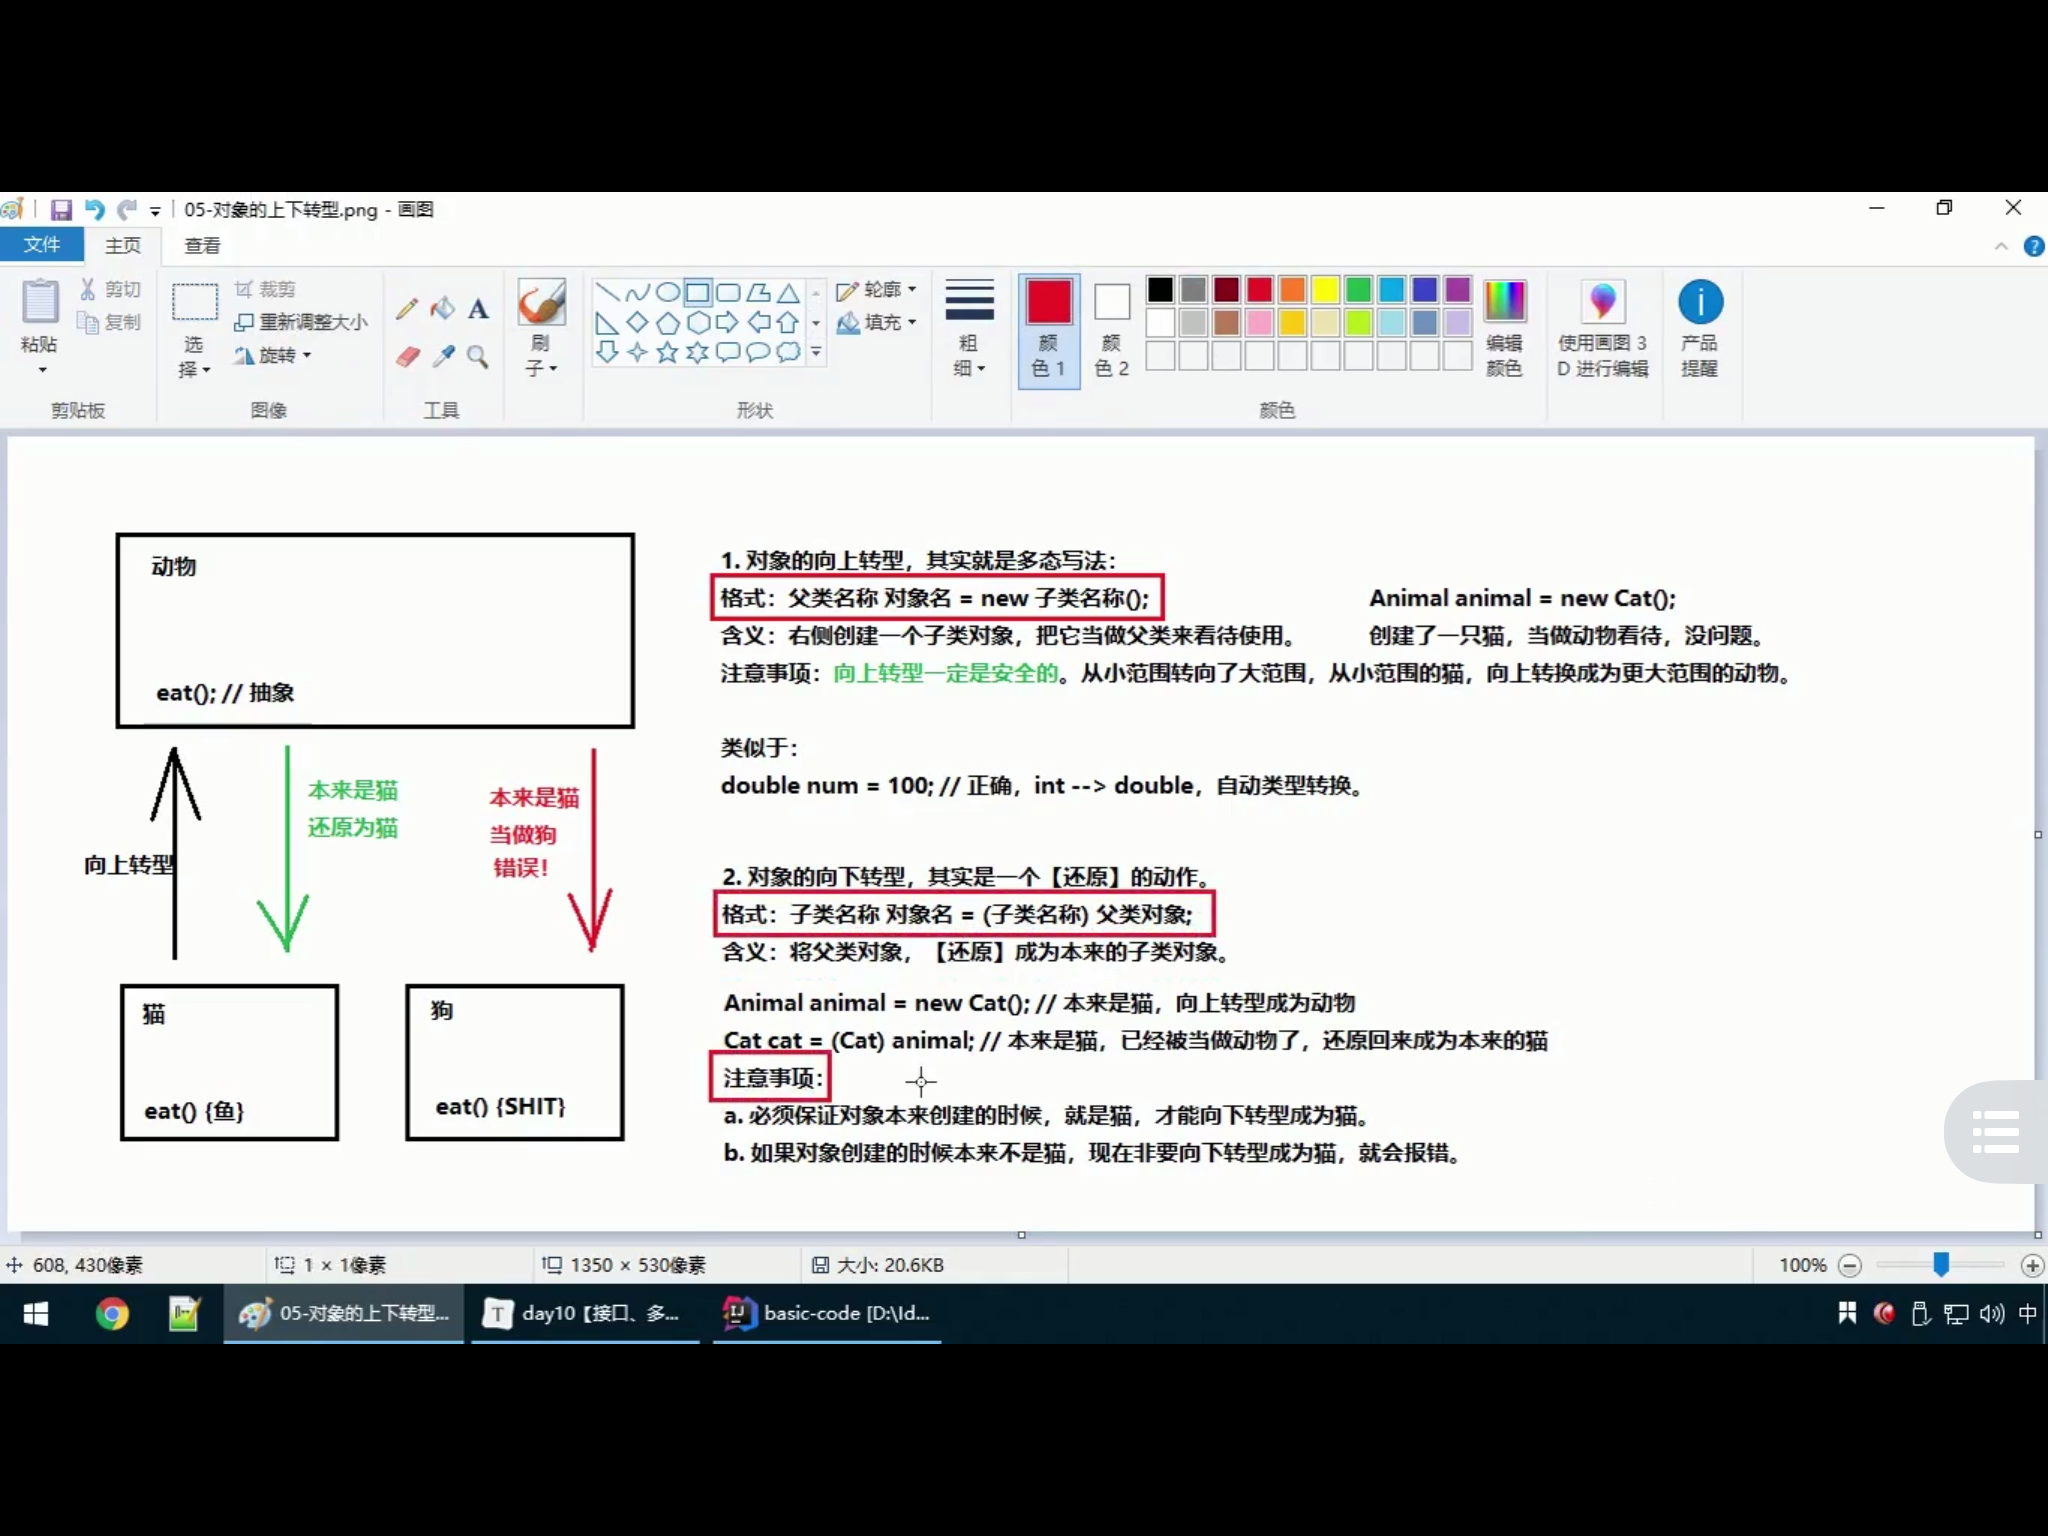 05-对象的上下转型.png - 画图
文件
主页
查看
粘贴
剪切
复制
剪贴板
选
择
裁剪
重新调整大小
旋转
图像
A
工具
刷
子
轮廓
填充
形状
粗
细
颜
色 1
颜
色 2
颜色
编辑
颜色
使用画图 3
D 进行编辑
产品
提醒
动物
eat(); // 抽象
向上转型
本来是猫
还原为猫
本来是猫
当做狗
错误！
猫
eat() {鱼}
狗
eat() {SHIT}
1. 对象的向上转型，其实就是多态写法：
格式：父类名称 对象名 = new 子类名称();
Animal animal = new Cat();
含义：右侧创建一个子类对象，把它当做父类来看待使用。
创建了一只猫，当做动物看待，没问题。
注意事项：向上转型一定是安全的。从小范围转向了大范围，从小范围的猫，向上转换成为更大范围的动物。
类似于：
double num = 100; // 正确，int --> double，自动类型转换。
2. 对象的向下转型，其实是一个【还原】的动作。
格式：子类名称 对象名 = (子类名称) 父类对象;
含义：将父类对象，【还原】成为本来的子类对象。
Animal animal = new Cat(); // 本来是猫，向上转型成为动物
Cat cat = (Cat) animal; // 本来是猫，已经被当做动物了，还原回来成为本来的猫
注意事项：
a. 必须保证对象本来创建的时候，就是猫，才能向下转型成为猫。
b. 如果对象创建的时候本来不是猫，现在非要向下转型成为猫，就会报错。
608, 430像素
1 × 1像素
1350 × 530像素
大小: 20.6KB
100%
05-对象的上下转型...
day10【接口、多...
basic-code [D:\Id...
中